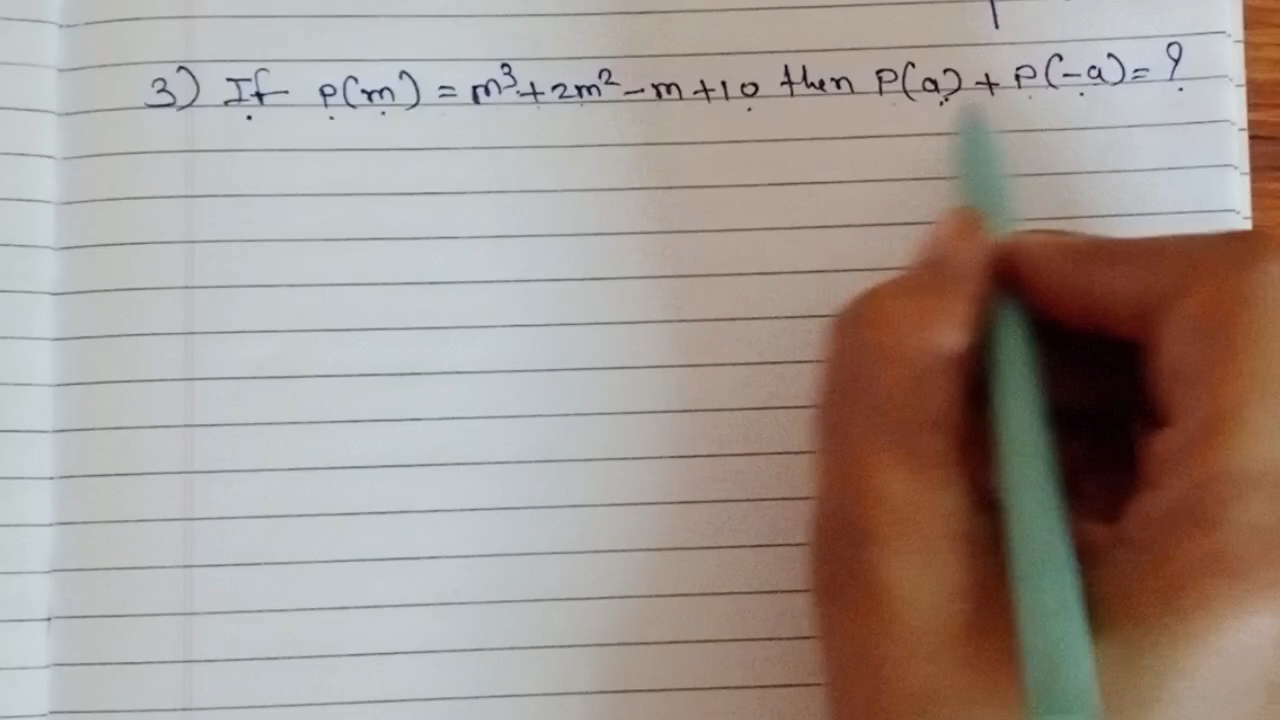 3) If p(m) = m³+2m²-m+10 then P(a) + P(-a)= ?